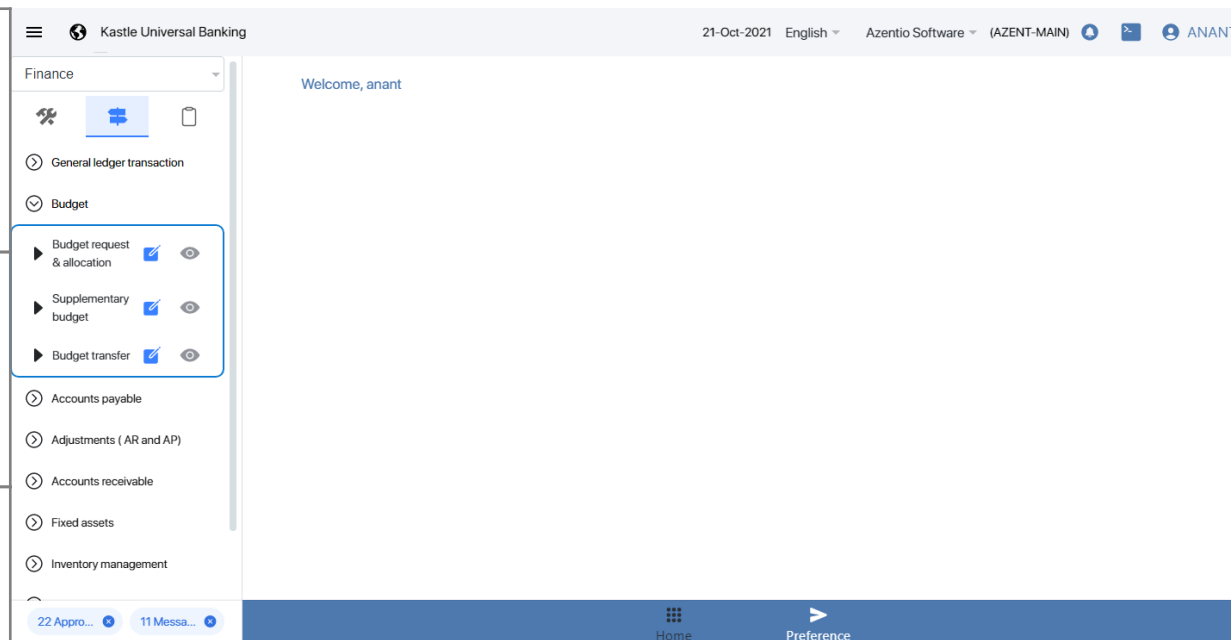 Kastle Universal Banking
21-Oct-2021 English Azentio Software (AZENT-MAIN) ANANT
Finance
Welcome, anant
General ledger transaction
Budget
Budget request
& allocation
Supplementary
budget
Budget transfer
Accounts payable
Adjustments ( AR and AP)
Accounts receivable
Fixed assets
Inventory management
22 Appro... 11 Messa...
Home
Preference